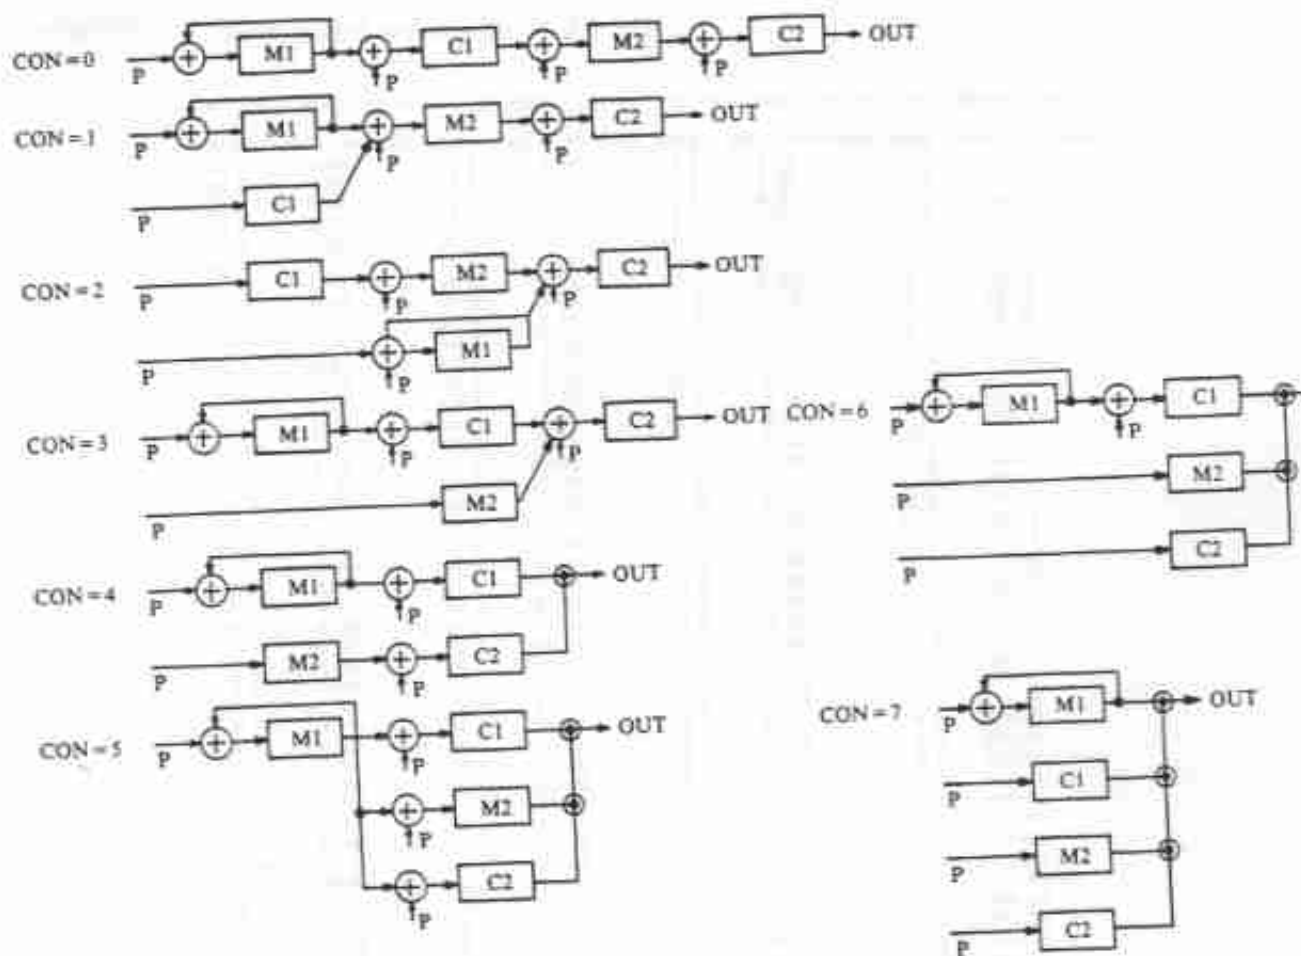 CON=0 P M1 P C1 P M2 P C2 OUT
CON=1 P M1 P M2 P C2 OUT
P C1
CON=2 P C1 P M2 P C2 OUT
P P M1
CON=3 P M1 P C1 P C2 OUT
P M2
CON=4 P M1 P C1 OUT
P M2 P C2
CON=5 P M1 P C1 OUT
P M2
P C2
CON=6 P M1 P C1
P M2
P C2
CON=7 P M1 OUT
P C1
P M2
P C2